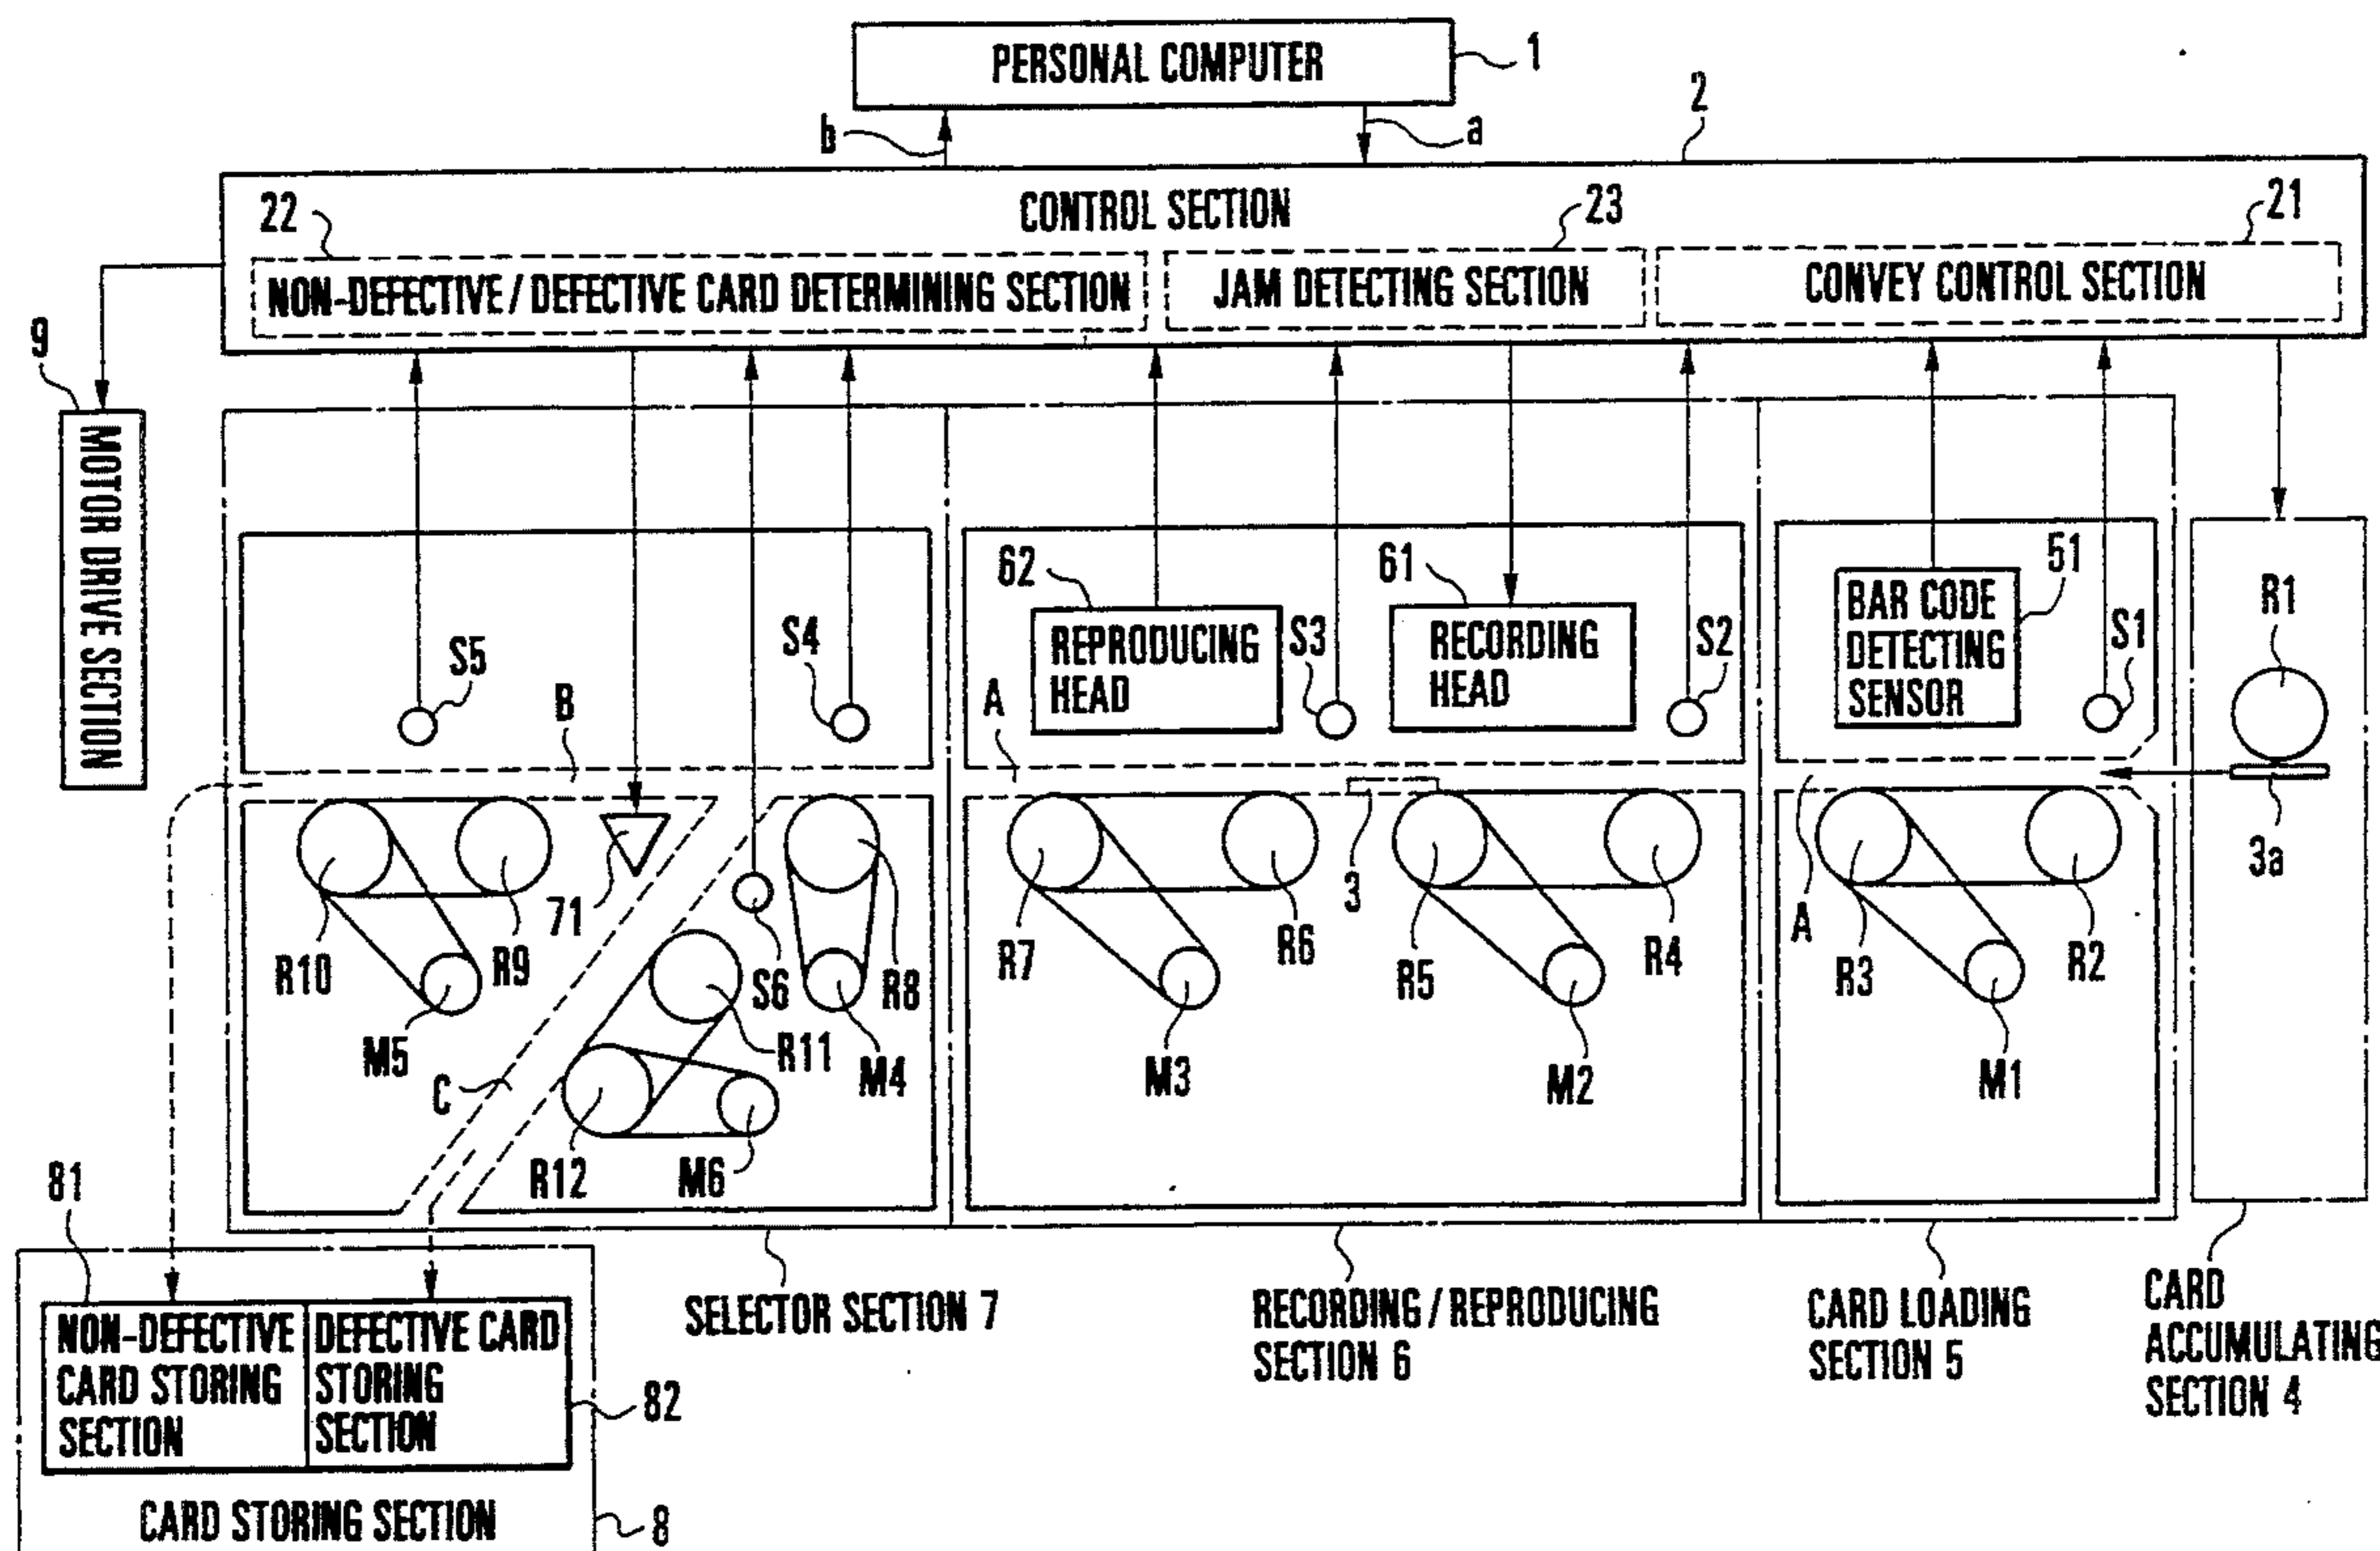 PERSONAL COMPUTER
1
b
a
2
CONTROL SECTION
22
23
21
NON-DEFECTIVE / DEFECTIVE CARD DETERMINING SECTION
JAM DETECTING SECTION
CONVEY CONTROL SECTION
9
MOTOR DRIVE SECTION
62
61
51
REPRODUCING
HEAD
RECORDING
HEAD
BAR CODE
DETECTING
SENSOR
R1
S5
S4
S3
S2
S1
B
A
3
A
3a
71
R10
R9
S6
R8
R7
R6
R5
R4
R3
R2
M5
R11
M4
M3
M2
M1
C
R12
M6
81
SELECTOR SECTION 7
RECORDING / REPRODUCING
SECTION 6
CARD LOADING
SECTION 5
CARD
ACCUMULATING
SECTION 4
NON-DEFECTIVE
CARD STORING
SECTION
DEFECTIVE CARD
STORING
SECTION
82
CARD STORING SECTION
8